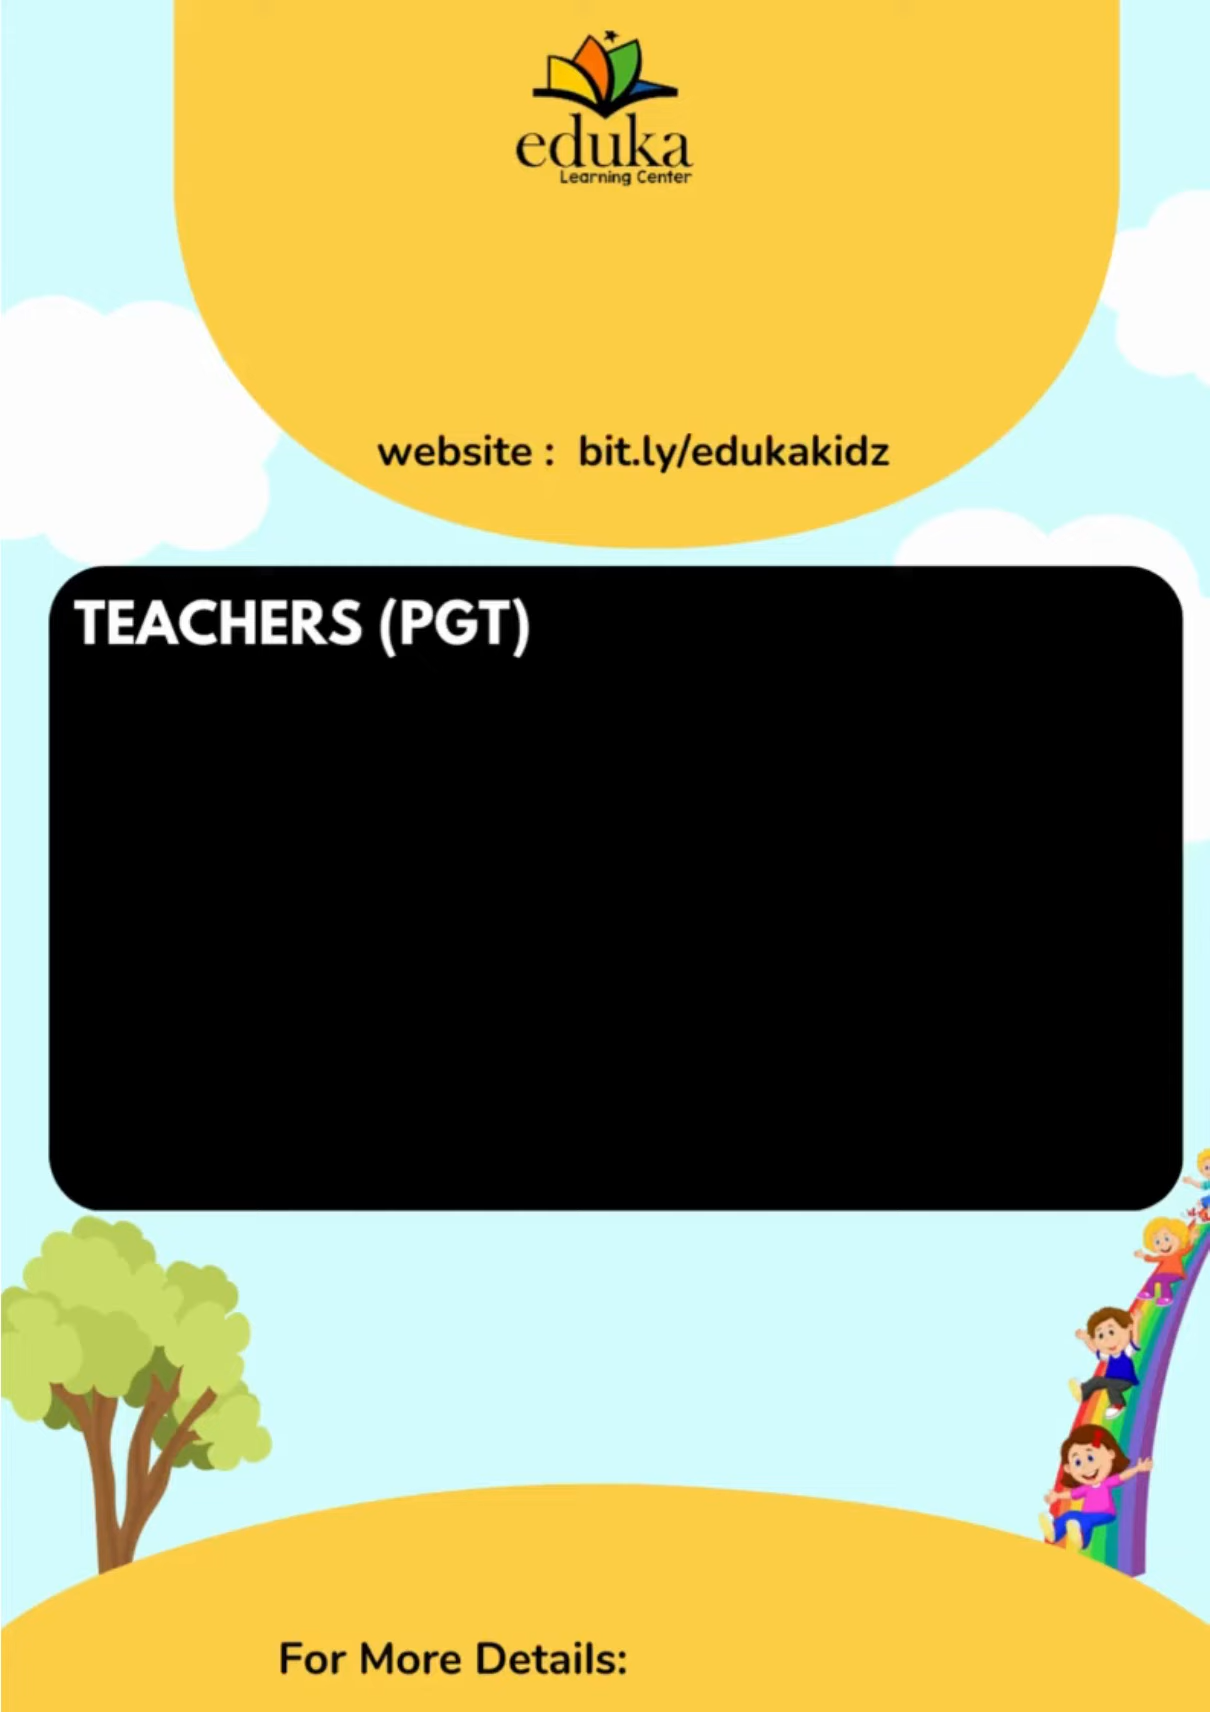 eduka
Learning Center
website : bit.ly/edukakidz
TEACHERS (PGT)
For More Details: